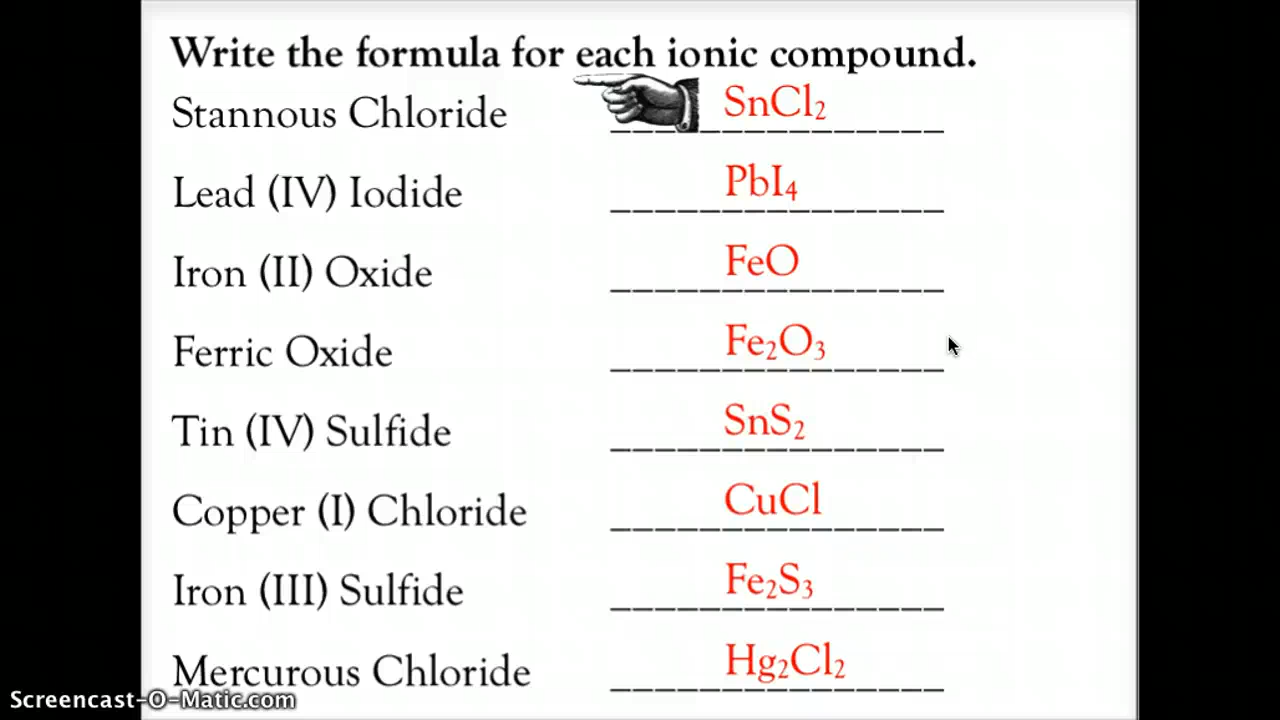 Write the formula for each ionic compound.
Stannous Chloride SnCl₂
Lead (IV) Iodide PbI₄
Iron (II) Oxide FeO
Ferric Oxide Fe₂O₃
Tin (IV) Sulfide SnS₂
Copper (I) Chloride CuCl
Iron (III) Sulfide Fe₂S₃
Mercurous Chloride Hg₂Cl₂
Screencast-O-Matic.com